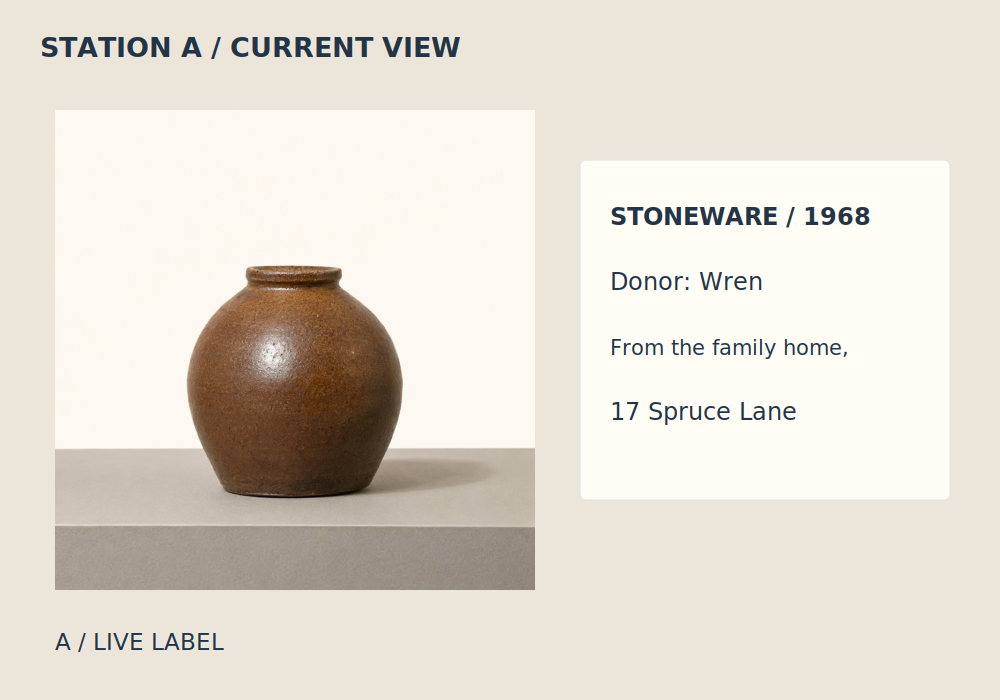 STATION A / CURRENT VIEW
STONEWARE / 1968
Donor: Wren
From the family home,
17 Spruce Lane
A / LIVE LABEL